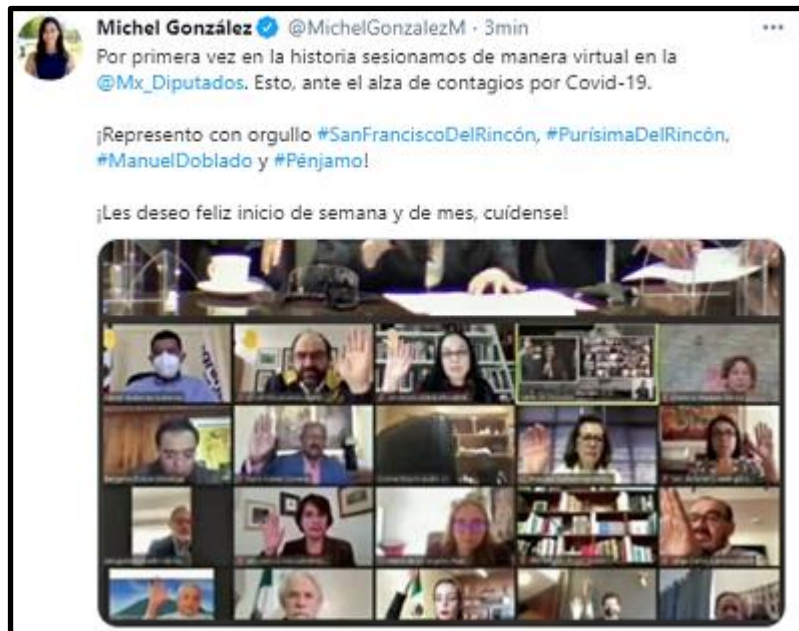 Michel González @MichelGonzalezM · 3min
Por primera vez en la historia sesionamos de manera virtual en la
@Mx_Diputados. Esto, ante el alza de contagios por Covid-19.
¡Represento con orgullo #SanFranciscoDelRincón, #PurísimaDelRincón,
#ManuelDoblado y #Pénjamo!
¡Les deseo feliz inicio de semana y de mes, cuídense!